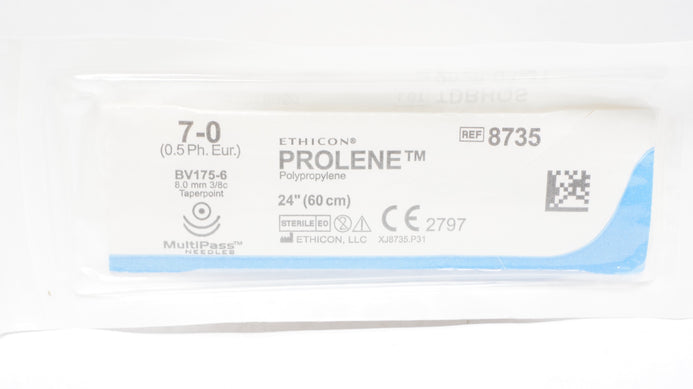 7-0
(0.5 Ph. Eur.)
BV175-6
8.0 mm 3/8c
Taperpoint
MultiPass™
NEEDLES
ETHICON®
PROLENE™
Polypropylene
24" (60 cm)
STERILE EO
CE 2797
ETHICON, LLC XJ8735.P31
REF 8735